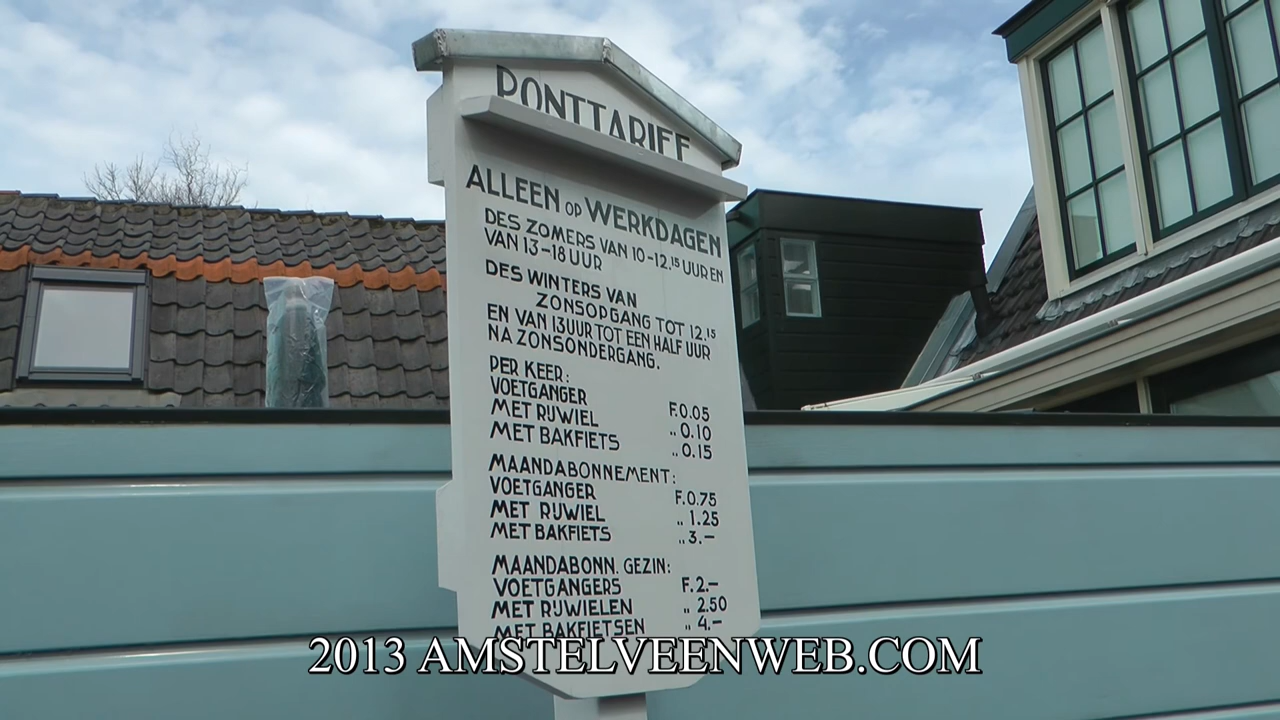 PONTTARIEF
ALLEEN OP WERKDAGEN
DES ZOMERS VAN 10-12.15 UUR EN
VAN 13-18 UUR
DES WINTERS VAN
ZONSOPGANG TOT 12.15
EN VAN 13 UUR TOT EEN HALF UUR
NA ZONSONDERGANG.
PER KEER:
VOETGANGER F.0.05
MET RIJWIEL „ 0.10
MET BAKFIETS „ 0.15
MAANDABONNEMENT:
VOETGANGER F.0.75
MET RIJWIEL „ 1.25
MET BAKFIETS „ 3.-
MAANDABONN. GEZIN:
VOETGANGERS F.2.-
MET RIJWIELEN „ 2.50
MET BAKFIETSEN „ 4.-
2013 AMSTELVEENWEB.COM